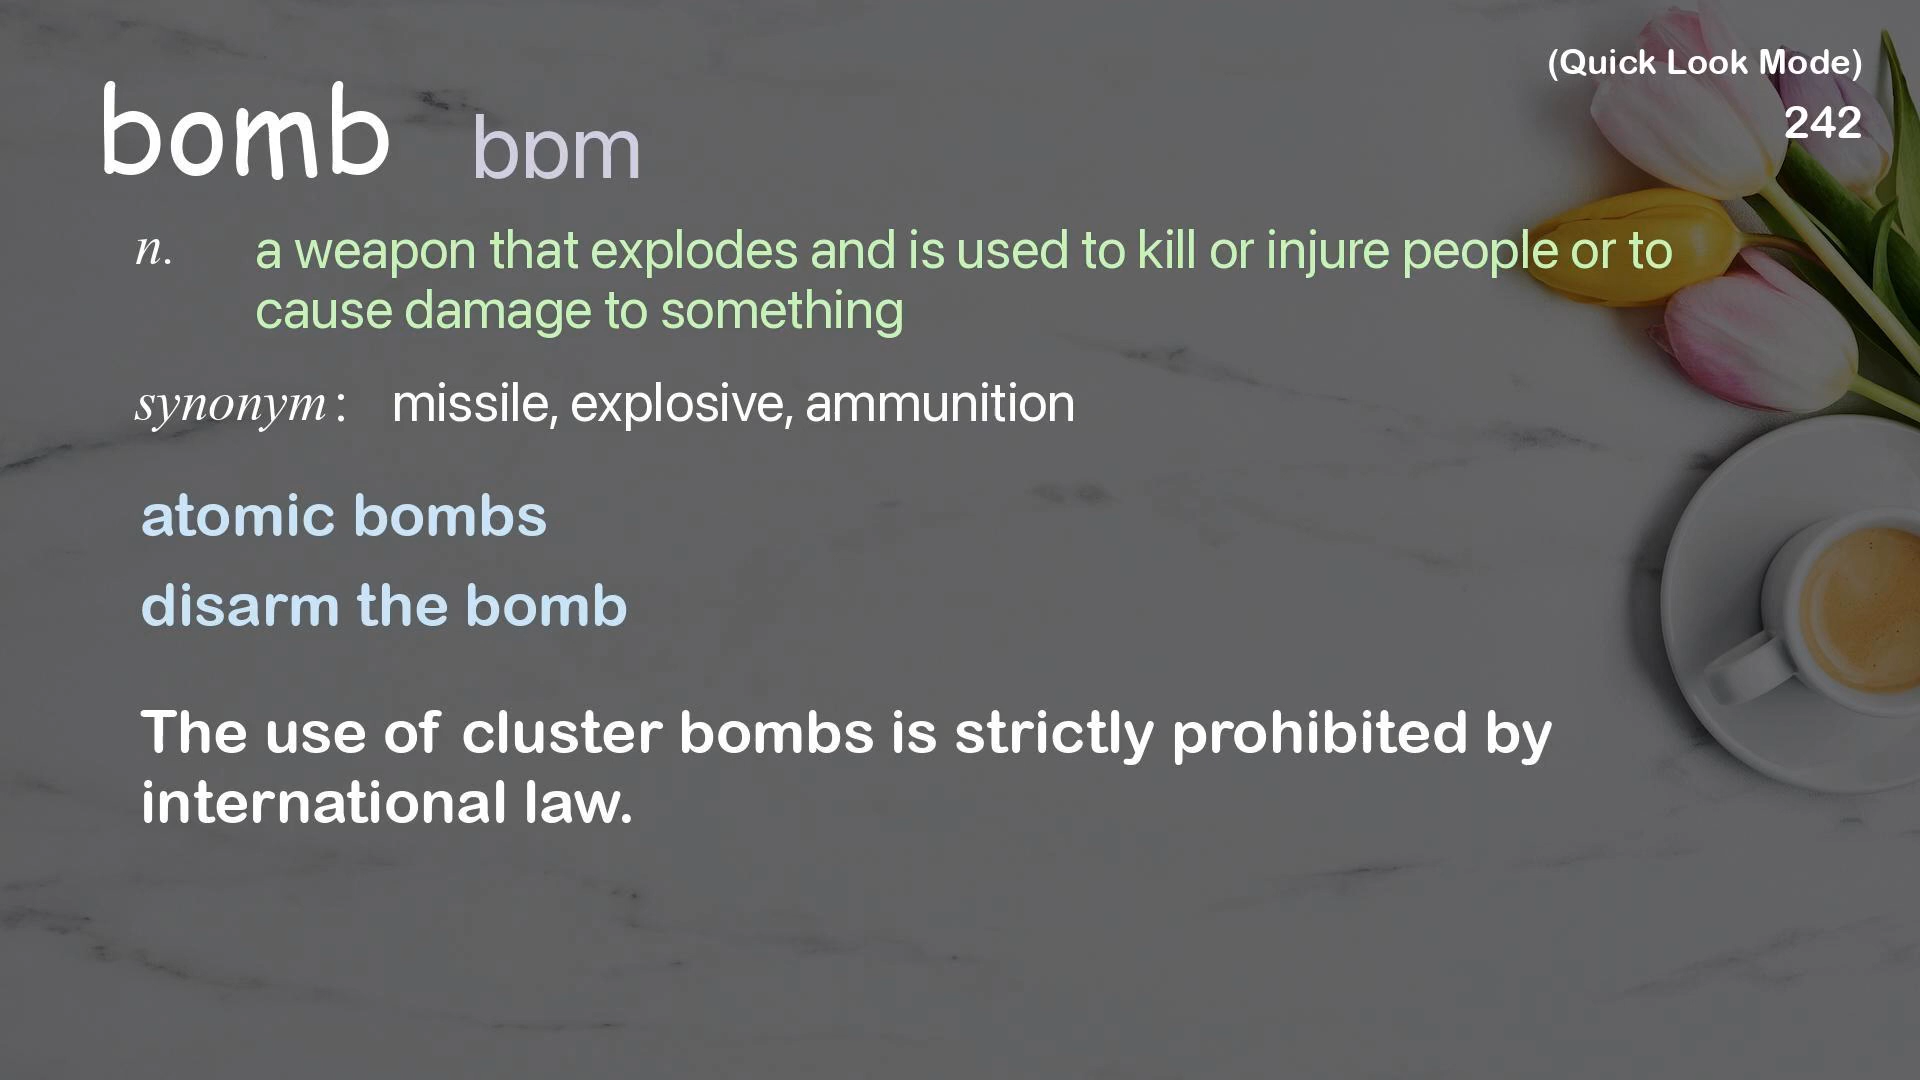 (Quick Look Mode)
242
bomb bɒm
n. a weapon that explodes and is used to kill or injure people or to
cause damage to something
synonym: missile, explosive, ammunition
atomic bombs
disarm the bomb
The use of cluster bombs is strictly prohibited by
international law.